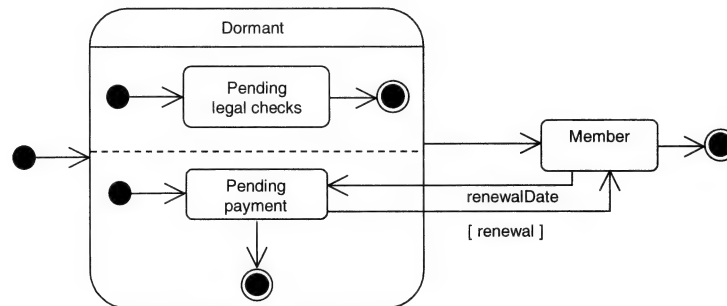 Dormant
Pending
legal checks
Member
Pending
payment
renewalDate
[ renewal ]